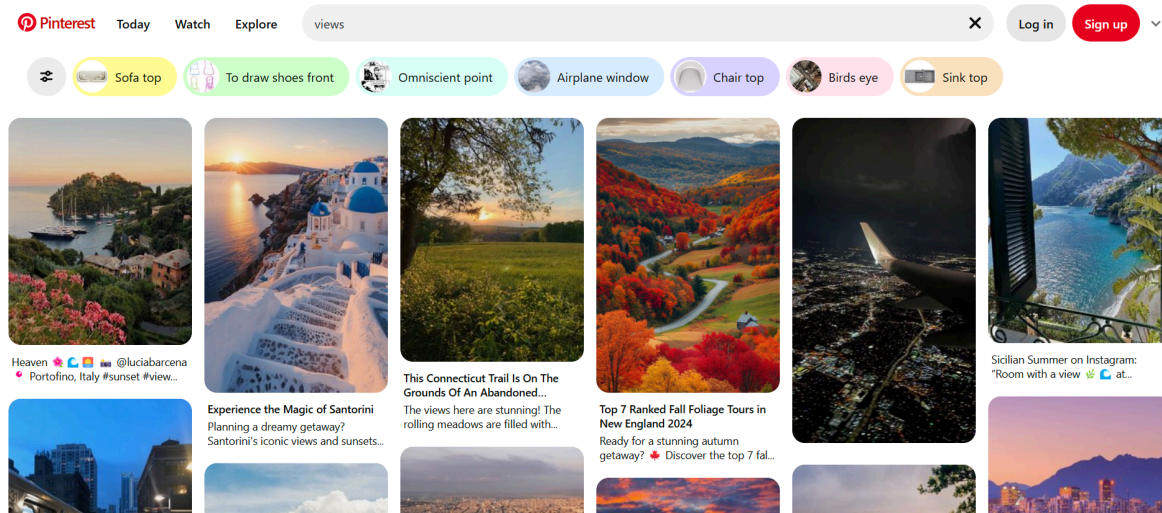 Pinterest Today Watch Explore views Log in Sign up
Sofa top To draw shoes front Omniscient point Airplane window Chair top Birds eye Sink top
Heaven 🌺 🌊 🌅 📸 @luciabarcena
📍 Portofino, Italy #sunset #view...
Experience the Magic of Santorini
Planning a dreamy getaway?
Santorini's iconic views and sunsets...
This Connecticut Trail Is On The
Grounds Of An Abandoned...
The views here are stunning! The
rolling meadows are filled with...
Top 7 Ranked Fall Foliage Tours in
New England 2024
Ready for a stunning autumn
getaway? 🍁 Discover the top 7 fal...
Sicilian Summer on Instagram:
"Room with a view 🌿 🌊 at...